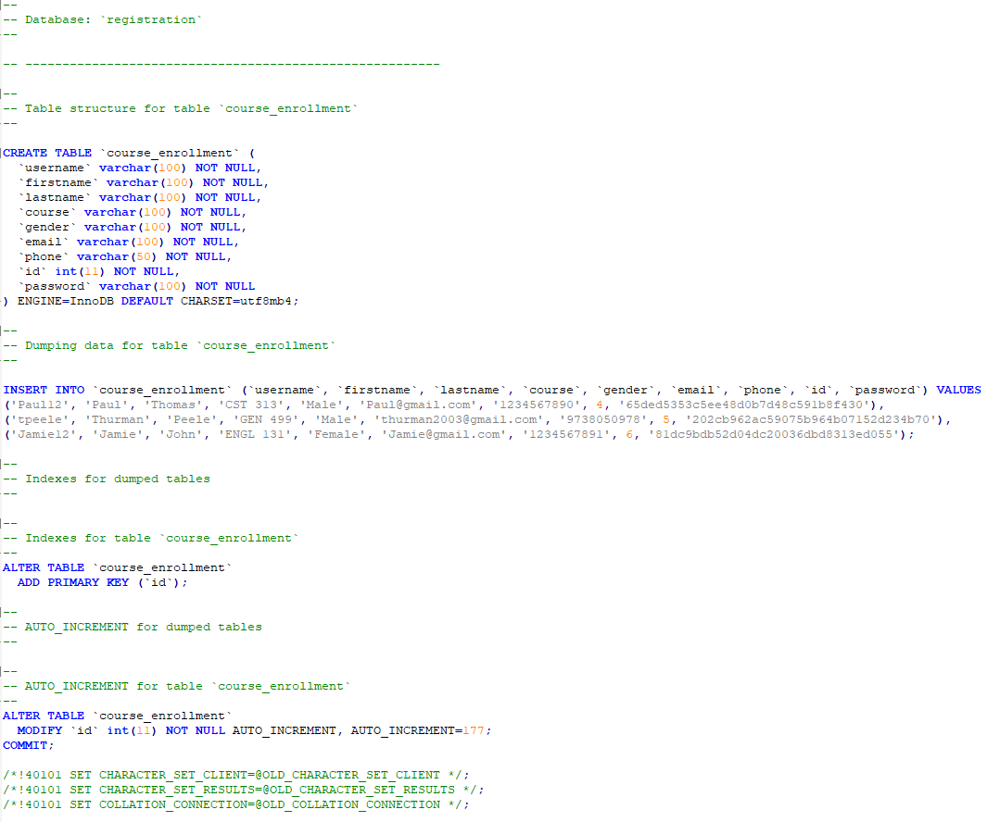 --
-- Database: `registration`
--

-- --------------------------------------------------------

--
-- Table structure for table `course_enrollment`
--

CREATE TABLE `course_enrollment` (
  `username` varchar(100) NOT NULL,
  `firstname` varchar(100) NOT NULL,
  `lastname` varchar(100) NOT NULL,
  `course` varchar(100) NOT NULL,
  `gender` varchar(100) NOT NULL,
  `email` varchar(100) NOT NULL,
  `phone` varchar(50) NOT NULL,
  `id` int(11) NOT NULL,
  `password` varchar(100) NOT NULL
) ENGINE=InnoDB DEFAULT CHARSET=utf8mb4;

--
-- Dumping data for table `course_enrollment`
--

INSERT INTO `course_enrollment` (`username`, `firstname`, `lastname`, `course`, `gender`, `email`, `phone`, `id`, `password`) VALUES
('Paul12', 'Paul', 'Thomas', 'CST 313', 'Male', 'Paul@gmail.com', '1234567890', 4, '65ded5353c5ee48d0b7d48c591b8f430'),
('tpeele', 'Thurman', 'Peele', 'GEN 499', 'Male', 'thurman2003@gmail.com', '9738050978', 5, '202cb962ac59075b964b07152d234b70'),
('Jamie12', 'Jamie', 'John', 'ENGL 131', 'Female', 'Jamie@gmail.com', '1234567891', 6, '81dc9bdb52d04dc20036dbd8313ed055');

--
-- Indexes for dumped tables
--

--
-- Indexes for table `course_enrollment`
--
ALTER TABLE `course_enrollment`
  ADD PRIMARY KEY (`id`);

--
-- AUTO_INCREMENT for dumped tables
--

--
-- AUTO_INCREMENT for table `course_enrollment`
--
ALTER TABLE `course_enrollment`
  MODIFY `id` int(11) NOT NULL AUTO_INCREMENT, AUTO_INCREMENT=177;
COMMIT;

/*!40101 SET CHARACTER_SET_CLIENT=@OLD_CHARACTER_SET_CLIENT */;
/*!40101 SET CHARACTER_SET_RESULTS=@OLD_CHARACTER_SET_RESULTS */;
/*!40101 SET COLLATION_CONNECTION=@OLD_COLLATION_CONNECTION */;